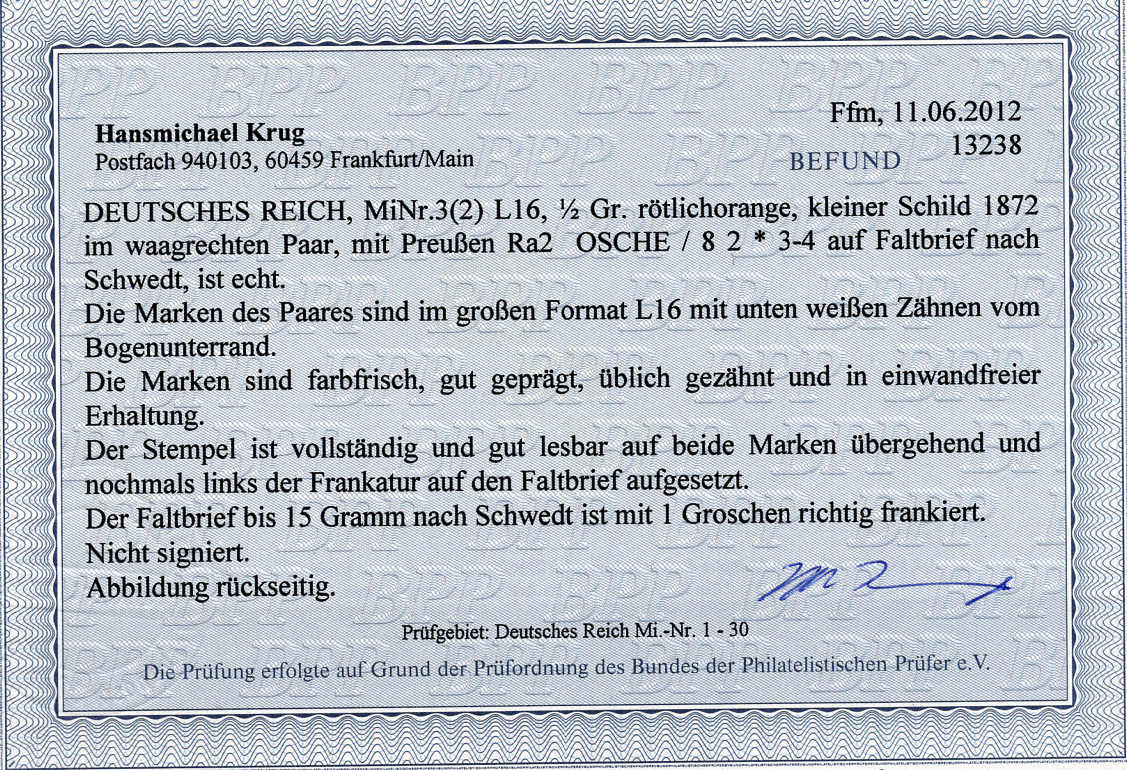 Hansmichael Krug
Postfach 940103, 60459 Frankfurt/Main
Ffm, 11.06.2012
BEFUND 13238
DEUTSCHES REICH, MiNr.3(2) L16, ½ Gr. rötlichorange, kleiner Schild 1872
im waagrechten Paar, mit Preußen Ra2 OSCHE / 8 2 * 3-4 auf Faltbrief nach
Schwedt, ist echt.
Die Marken des Paares sind im großen Format L16 mit unten weißen Zähnen vom
Bogenunterrand.
Die Marken sind farbfrisch, gut geprägt, üblich gezähnt und in einwandfreier
Erhaltung.
Der Stempel ist vollständig und gut lesbar auf beide Marken übergehend und
nochmals links der Frankatur auf den Faltbrief aufgesetzt.
Der Faltbrief bis 15 Gramm nach Schwedt ist mit 1 Groschen richtig frankiert.
Nicht signiert.
Abbildung rückseitig.
Prüfgebiet: Deutsches Reich Mi.-Nr. 1 - 30
Die Prüfung erfolgte auf Grund der Prüfordnung des Bundes der Philatelistischen Prüfer e.V.